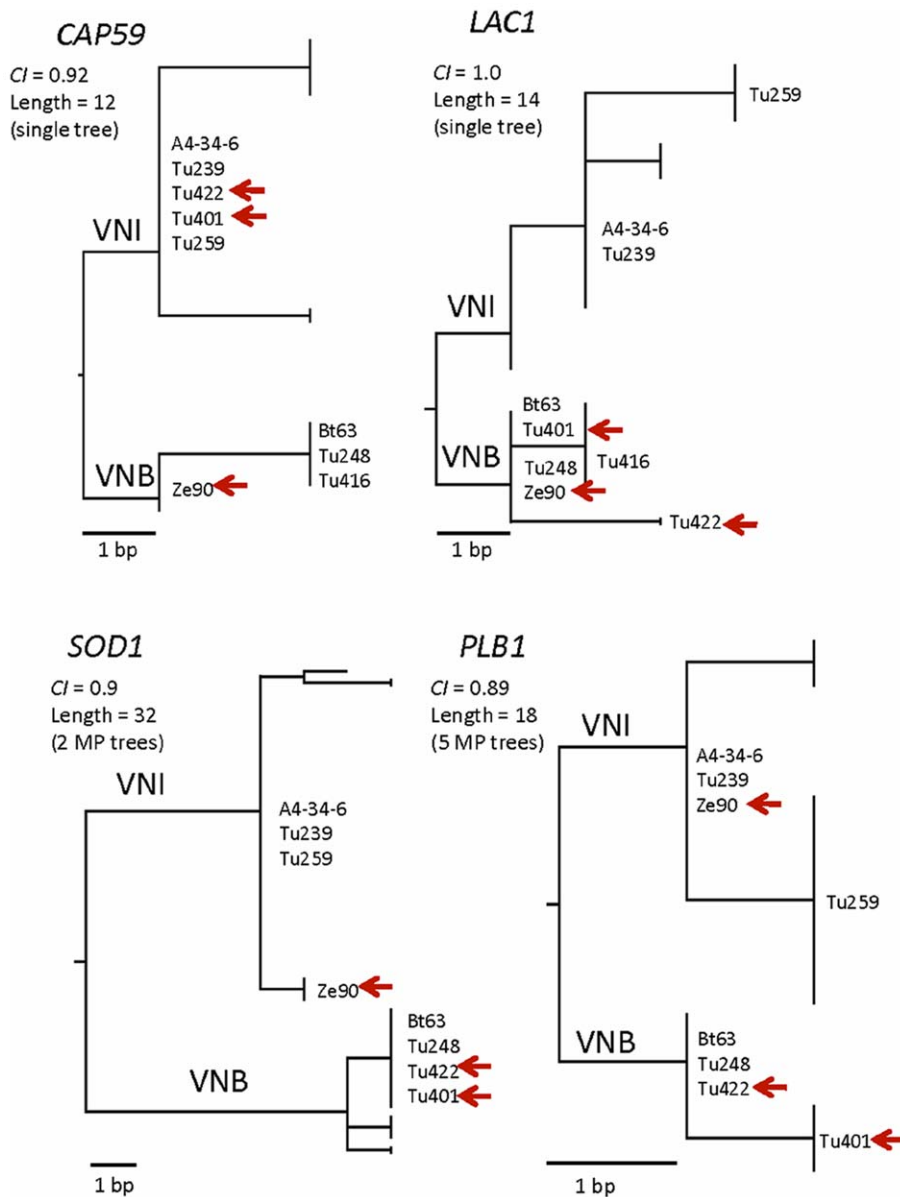 CAP59
CI = 0.92
Length = 12
(single tree)
A4-34-6
Tu239
Tu422
Tu401
Tu259
VNI
Bt63
Tu248
Tu416
VNB
Ze90
1 bp
LAC1
CI = 1.0
Length = 14
(single tree)
Tu259
A4-34-6
Tu239
VNI
Bt63
Tu401
VNB
Tu248
Tu416
Ze90
Tu422
1 bp
SOD1
CI = 0.9
Length = 32
(2 MP trees)
VNI
A4-34-6
Tu239
Tu259
Ze90
Bt63
Tu248
Tu422
Tu401
VNB
1 bp
PLB1
CI = 0.89
Length = 18
(5 MP trees)
VNI
A4-34-6
Tu239
Ze90
Tu259
VNB
Bt63
Tu248
Tu422
Tu401
1 bp